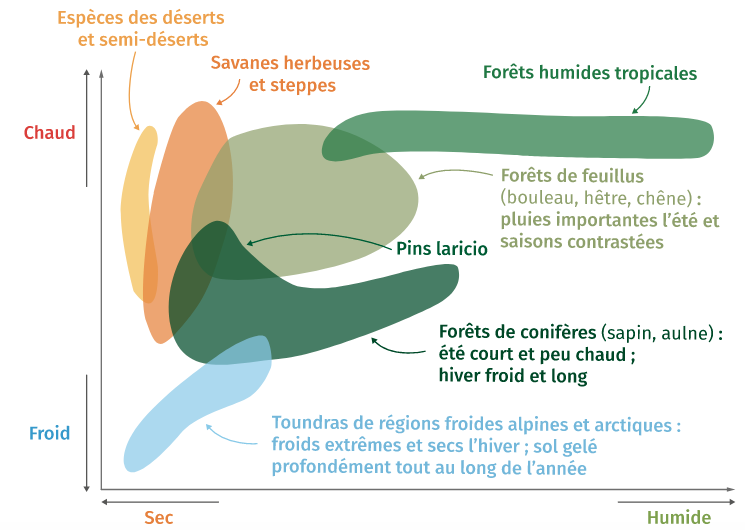 Espèces des déserts
et semi-déserts
Savanes herbeuses
et steppes
Forêts humides tropicales
Chaud
Forêts de feuillus
(bouleau, hêtre, chêne) :
pluies importantes l’été et
saisons contrastées
Pins laricio
Forêts de conifères (sapin, aulne) :
été court et peu chaud ;
hiver froid et long
Froid
Toundras de régions froides alpines et arctiques :
froids extrêmes et secs l’hiver ; sol gelé
profondément tout au long de l’année
Sec
Humide